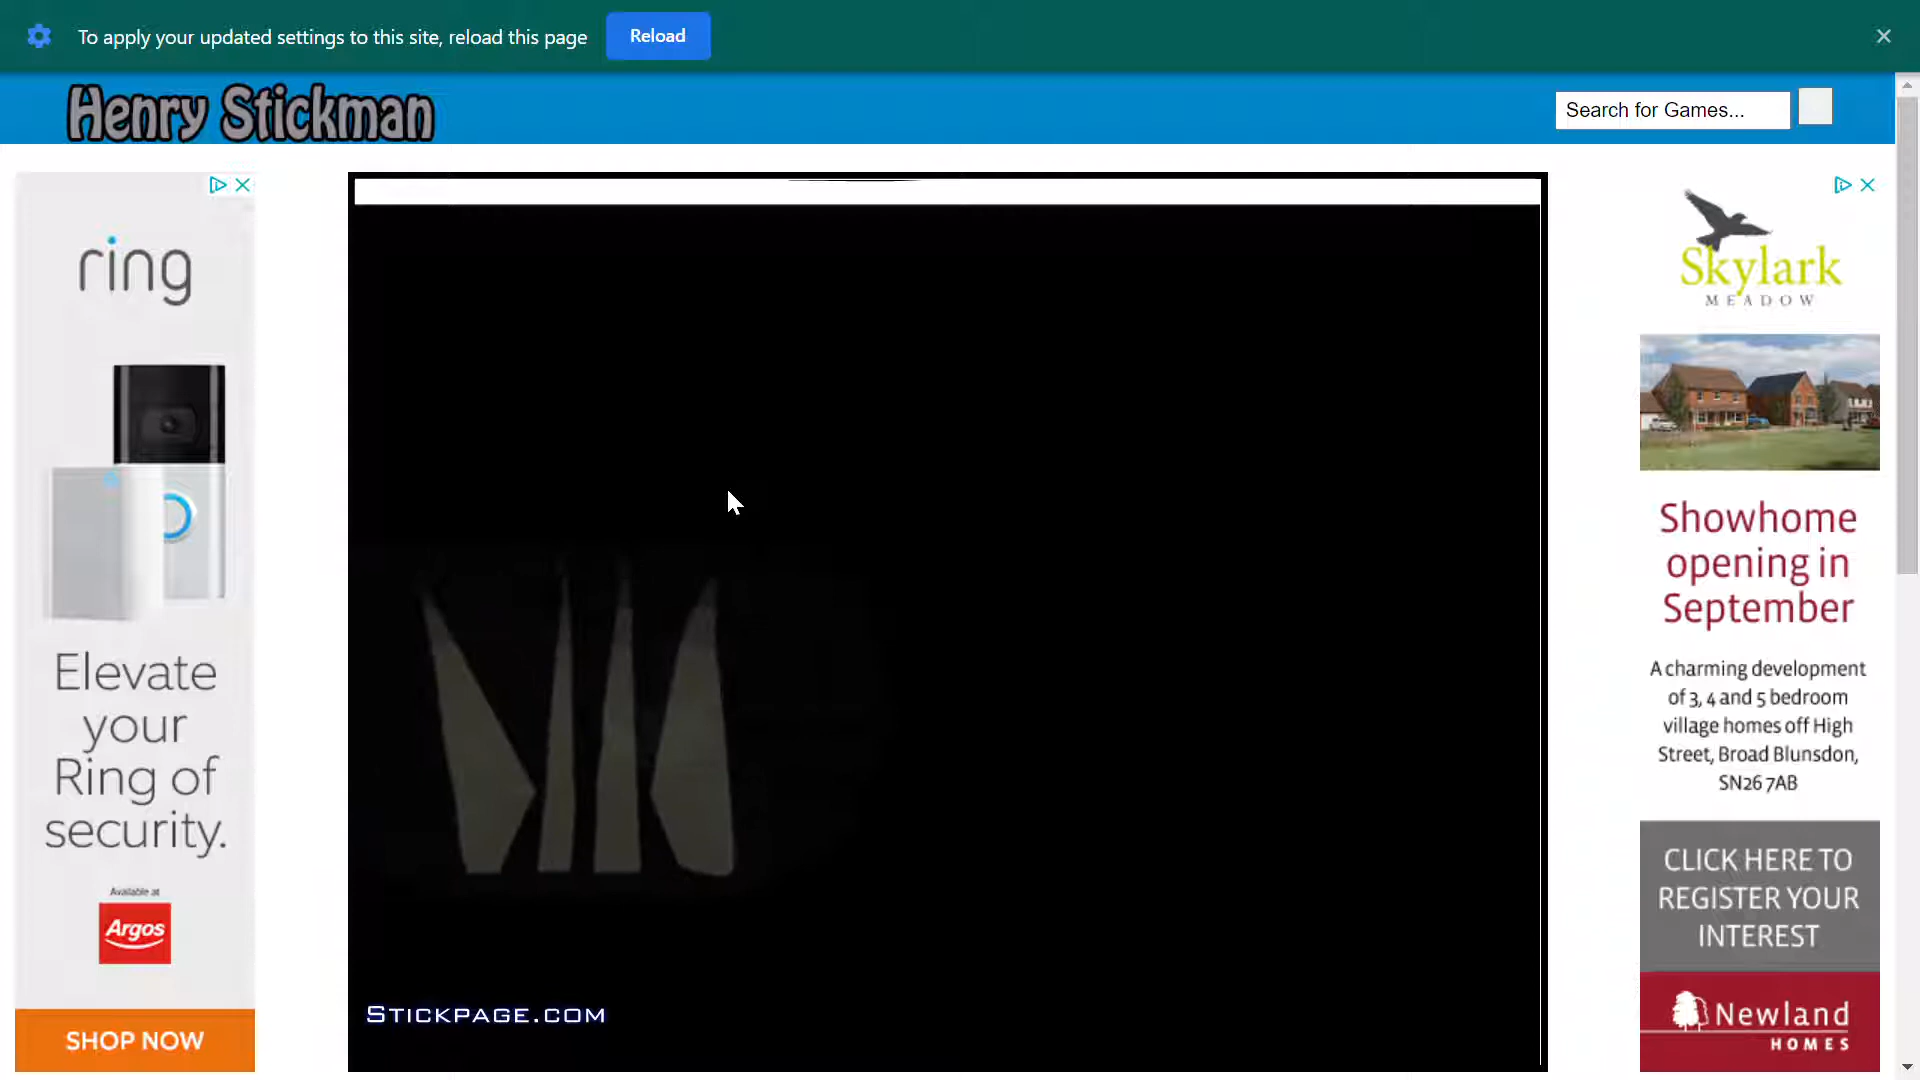 To apply your updated settings to this site, reload this page
Reload
Henry Stickman
Search for Games...
ring
Elevate
your
Ring of
security.
Available at
Argos
SHOP NOW
STICKPAGE.COM
Skylark
MEADOW
Showhome
opening in
September
A charming development
of 3, 4 and 5 bedroom
village homes off High
Street, Broad Blunsdon,
SN26 7AB
CLICK HERE TO
REGISTER YOUR
INTEREST
Newland
HOMES